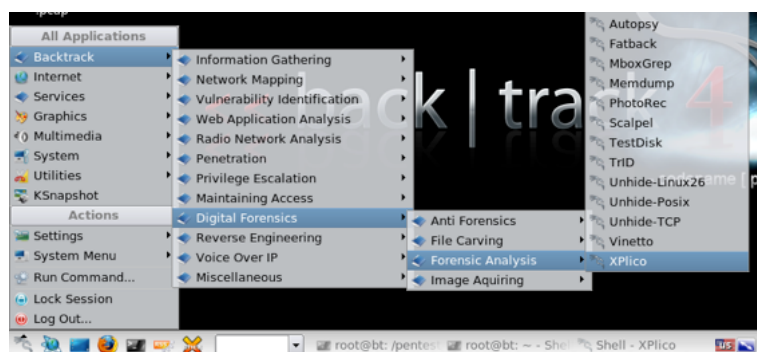 All Applications
Backtrack
Internet
Services
Graphics
Multimedia
System
Utilities
KSnapshot
Actions
Settings
System Menu
Run Command...
Lock Session
Log Out...
Information Gathering
Network Mapping
Vulnerability Identification
Web Application Analysis
Radio Network Analysis
Penetration
Privilege Escalation
Maintaining Access
Digital Forensics
Reverse Engineering
Voice Over IP
Miscellaneous
Anti Forensics
File Carving
Forensic Analysis
Image Aquiring
Autopsy
Fatback
MboxGrep
Memdump
PhotoRec
Scalpel
TestDisk
TrID
Unhide-Linux26
Unhide-Posix
Unhide-TCP
Vinetto
XPlico
back | track 4
root@bt: /pentest
root@bt: ~ - Shel
Shell - XPlico
US